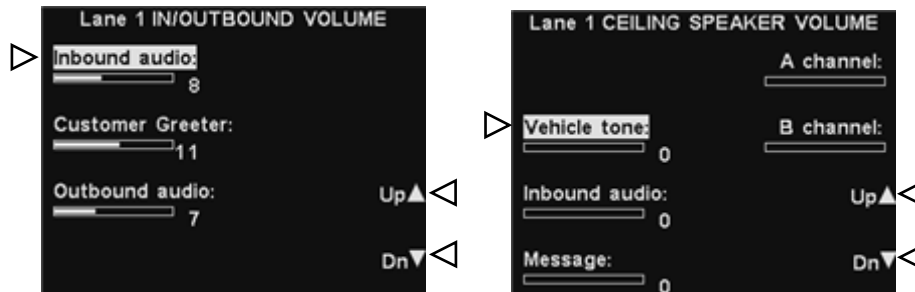 Lane 1 IN/OUTBOUND VOLUME
Inbound audio:
8
Customer Greeter:
11
Outbound audio:
7
Up
Dn
Lane 1 CEILING SPEAKER VOLUME
A channel:
Vehicle tone:
0
B channel:
Inbound audio:
0
Up
Message:
0
Dn